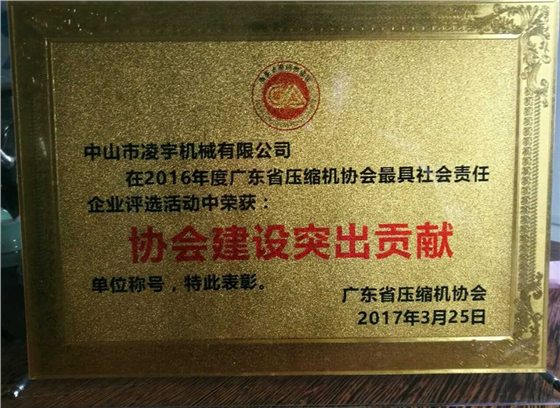 中山市凌宇机械有限公司
在2016年度广东省压缩机协会最具社会责任
企业评选活动中荣获：
协会建设突出贡献
单位称号，特此表彰。
广东省压缩机协会
2017年3月25日